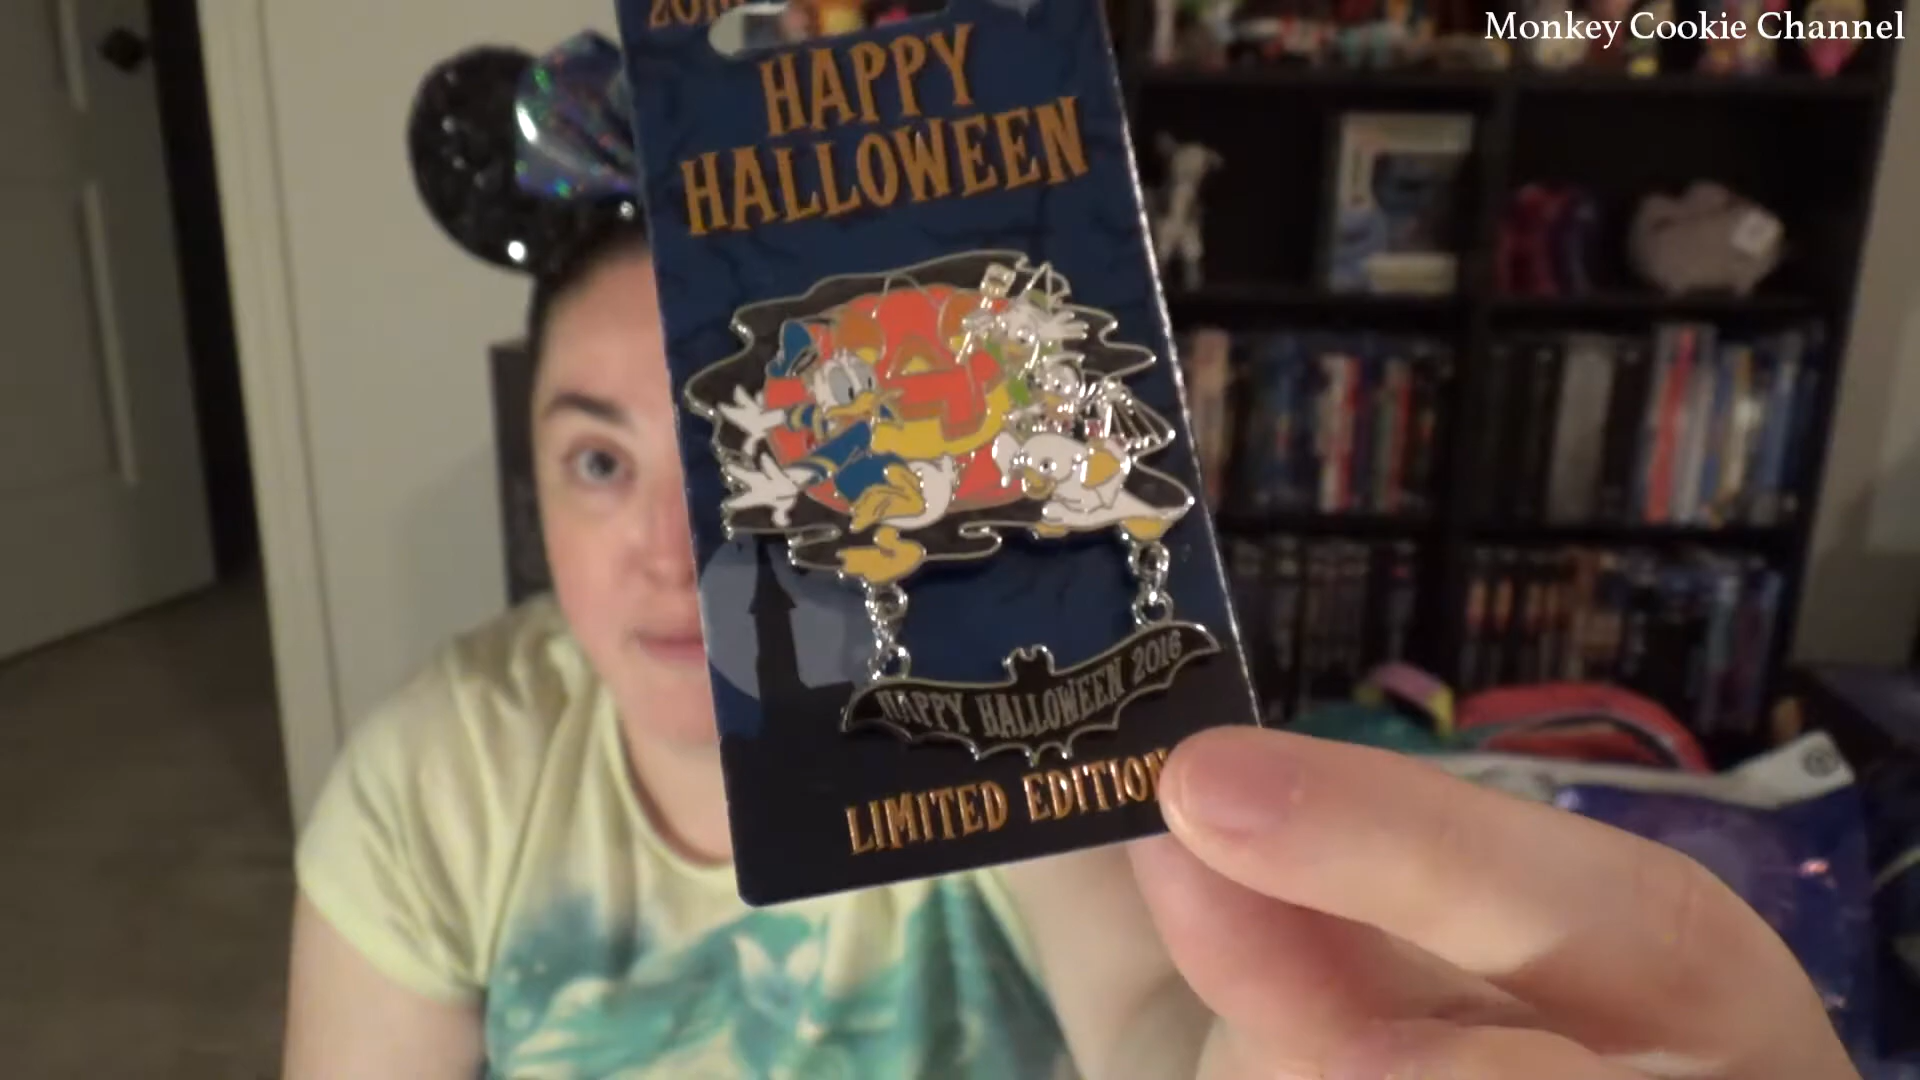 Monkey Cookie Channel
HAPPY
HALLOWEEN
HAPPY HALLOWEEN 2016
LIMITED EDITION